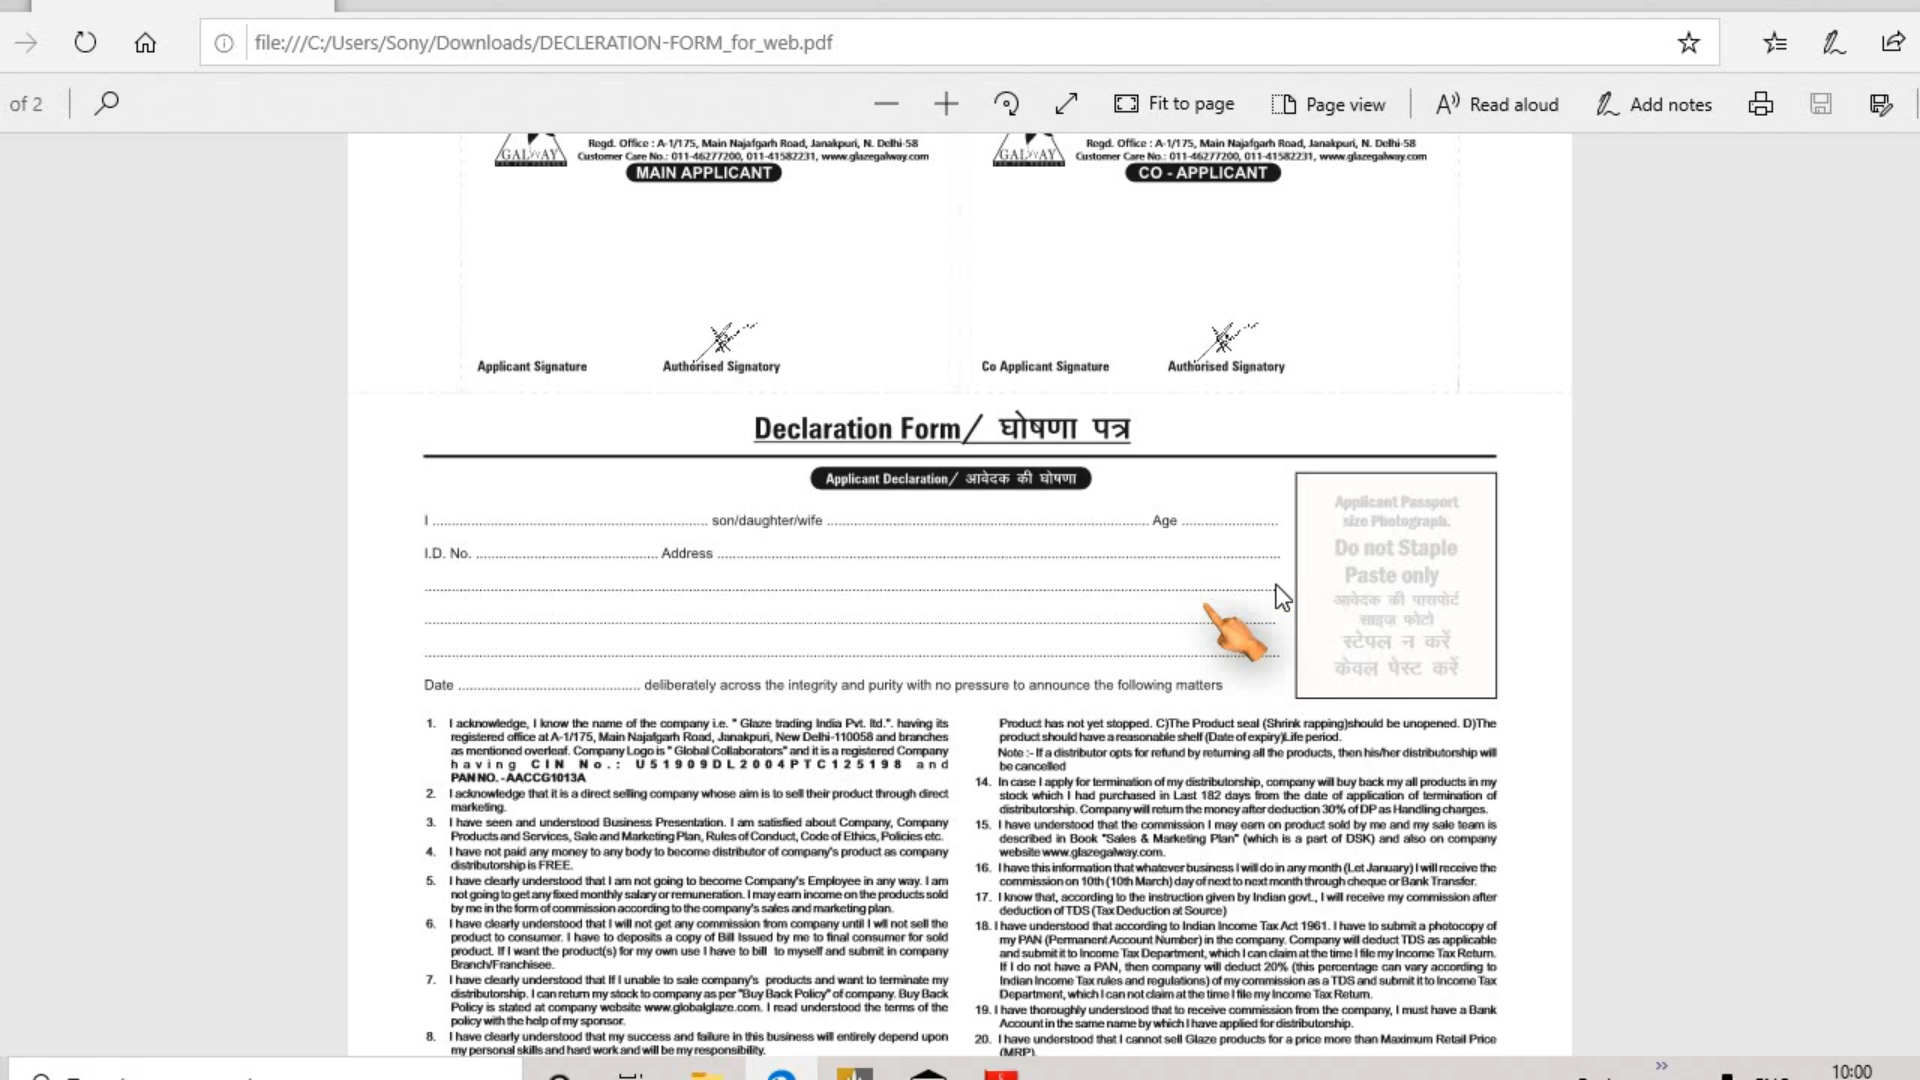 file:///C:/Users/Sony/Downloads/DECLERATION-FORM_for_web.pdf
of 2
Fit to page
Page view
Read aloud
Add notes
GALWAY
Regd. Office : A-1/175, Main Najafgarh Road, Janakpuri, N. Delhi-58
Customer Care No.: 011-46277200, 011-41582231, www.glazegalway.com
MAIN APPLICANT
GALWAY
Regd. Office : A-1/175, Main Najafgarh Road, Janakpuri, N. Delhi-58
Customer Care No.: 011-46277200, 011-41582231, www.glazegalway.com
CO - APPLICANT
Applicant Signature
Authorised Signatory
Co Applicant Signature
Authorised Signatory
Declaration Form/ घोषणा पत्र
Applicant Declaration/ आवेदक की घोषणा
I ........ son/daughter/wife ........ Age ........
I.D. No. ........ Address ........
Date ........ deliberately across the integrity and purity with no pressure to announce the following matters
Applicant Passport
size Photograph.
Do not Staple
Paste only
आवेदक की पासपोर्ट
साइज फोटो
स्टेपल न करें
केवल पेस्ट करें
1. I acknowledge, I know the name of the company i.e. " Glaze trading India Pvt. ltd.". having its
registered office at A-1/175, Main Najafgarh Road, Janakpuri, New Delhi-110058 and branches
as mentioned overleaf. Company Logo is " Global Collaborators" and it is a registered Company
having CIN No.: U51909DL2004PTC125198 and
PAN NO. - AACCG1013A
2. I acknowledge that it is a direct selling company whose aim is to sell their product through direct
marketing.
3. I have seen and understood Business Presentation. I am satisfied about Company, Company
Products and Services, Sale and Marketing Plan, Rules of Conduct, Code of Ethics, Policies etc.
4. I have not paid any money to any body to become distributor of company's product as company
distributorship is FREE.
5. I have clearly understood that I am not going to become Company's Employee in any way. I am
not going to get any fixed monthly salary or remuneration. I may earn income on the products sold
by me in the form of commission according to the company's sales and marketing plan.
6. I have clearly understood that I will not get any commission from company until I will not sell the
product to consumer. I have to deposits a copy of Bill Issued by me to final consumer for sold
product. If I want the product(s) for my own use I have to bill to myself and submit in company
Branch/Franchisee.
7. I have clearly understood that If I unable to sale company's products and want to terminate my
distributorship. I can return my stock to company as per "Buy Back Policy" of company. Buy Back
Policy is stated at company website www.globalglaze.com. I read understood the terms of the
policy with the help of my sponsor.
8. I have clearly understood that my success and failure in this business will entirely depend upon
my personal skills and hard work and will be my responsibility.
Product has not yet stopped. C)The Product seal (Shrink rapping)should be unopened. D)The
product should have a reasonable shelf (Date of expiry)Life period.
Note :- If a distributor opts for refund by returning all the products, then his/her distributorship will
be cancelled
14. In case I apply for termination of my distributorship, company will buy back my all products in my
stock which I had purchased in Last 182 days from the date of application of termination of
distributorship. Company will return the money after deduction 30% of DP as Handling charges.
15. I have understood that the commission I may earn on product sold by me and my sale team is
described in Book "Sales & Marketing Plan" (which is a part of DSK) and also on company
website www.glazegalway.com.
16. I have this information that whatever business I will do in any month (Let January) I will receive the
commission on 10th (10th March) day of next to next month through cheque or Bank Transfer.
17. I know that, according to the instruction given by Indian govt., I will receive my commission after
deduction of TDS (Tax Deduction at Source)
18. I have understood that according to Indian Income Tax Act 1961. I have to submit a photocopy of
my PAN (Permanent Account Number) in the company. Company will deduct TDS as applicable
and submit it to Income Tax Department, which I can claim at the time I file my Income Tax Return.
If I do not have a PAN, then company will deduct 20% (this percentage can vary according to
Indian Income Tax rules and regulations) of my commission as a TDS and submit it to Income Tax
Department, which I can not claim at the time I file my Income Tax Return.
19. I have thoroughly understood that to receive commission from the company, I must have a Bank
Account in the same name by which I have applied for distributorship.
20. I have understood that I cannot sell Glaze products for a price more than Maximum Retail Price
(MRP).
10:00